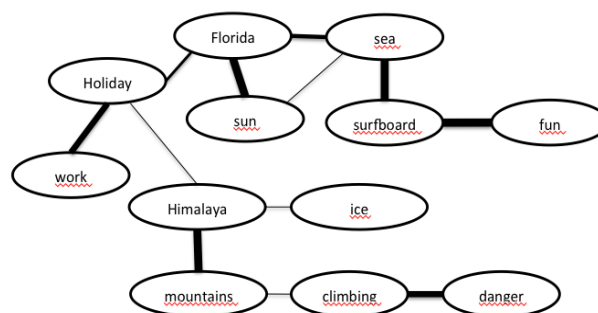 Florida
sea
Holiday
sun
surfboard
fun
work
Himalaya
ice
mountains
climbing
danger